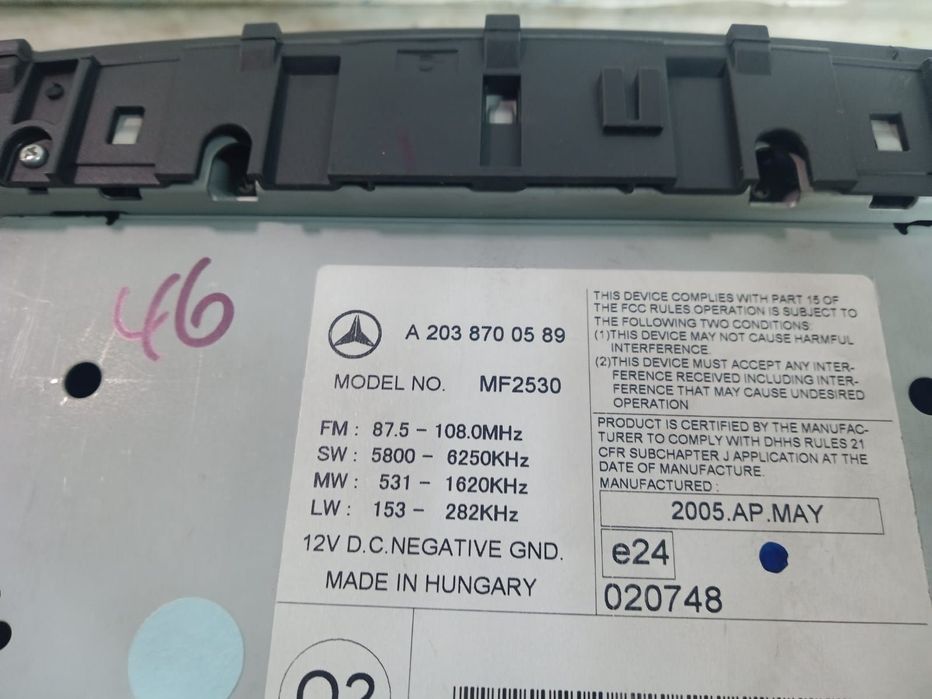 46
A 203 870 05 89
MODEL NO. MF2530
FM : 87.5 - 108.0MHz
SW : 5800 - 6250KHz
MW : 531 - 1620KHz
LW : 153 - 282KHz
12V D.C.NEGATIVE GND.
MADE IN HUNGARY
THIS DEVICE COMPLIES WITH PART 15 OF
THE FCC RULES OPERATION IS SUBJECT TO
THE FOLLOWING TWO CONDITIONS:
(1)THIS DEVICE MAY NOT CAUSE HARMFUL
INTERFERENCE.
(2)THIS DEVICE MUST ACCEPT ANY INTER-
FERENCE RECEIVED INCLUDING INTER-
FERENCE THAT MAY CAUSE UNDESIRED
OPERATION
PRODUCT IS CERTIFIED BY THE MANUFAC-
TURER TO COMPLY WITH DHHS RULES 21
CFR SUBCHAPTER J APPLICATION AT THE
DATE OF MANUFACTURE.
MANUFACTURED :
2005.AP.MAY
e24
020748